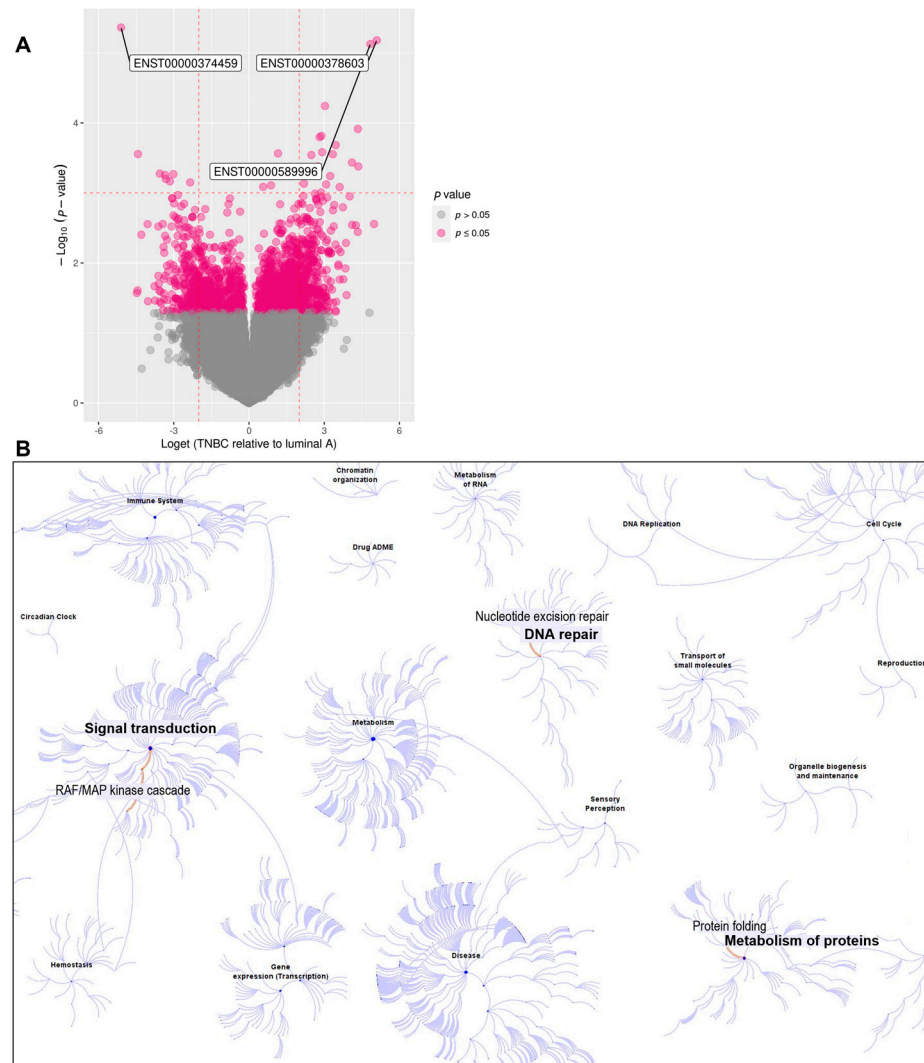 A
ENST00000374459
ENST00000378603
ENST00000589996
6
4
2
0
− Log10 (p − value)
-6
-3
0
3
6
Loget (TNBC relative to luminal A)
p value
p > 0.05
p ≤ 0.05
B
Immune System
Chromatin
organization
Metabolism
of RNA
DNA Replication
Cell Cycle
Drug ADME
Circadian Clock
Nucleotide excision repair
DNA repair
Transport of
small molecules
Reproduction
Signal transduction
Metabolism
RAF/MAP kinase cascade
Organelle biogenesis
and maintenance
Sensory
Perception
Protein folding
Metabolism of proteins
Hemostasis
Gene
expression (Transcription)
Disease